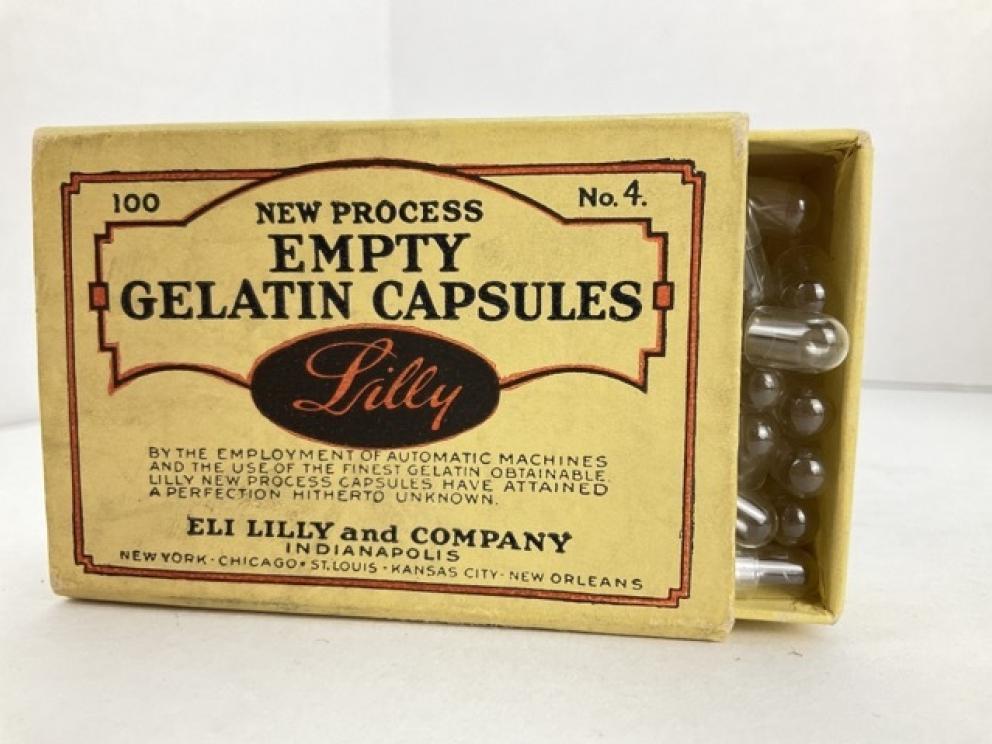 100 No. 4.
NEW PROCESS
EMPTY
GELATIN CAPSULES
Lilly
BY THE EMPLOYMENT OF AUTOMATIC MACHINES
AND THE USE OF THE FINEST GELATIN OBTAINABLE
LILLY NEW PROCESS CAPSULES HAVE ATTAINED
A PERFECTION HITHERTO UNKNOWN.
ELI LILLY and COMPANY
INDIANAPOLIS
NEW YORK - CHICAGO • ST. LOUIS - KANSAS CITY - NEW ORLEANS